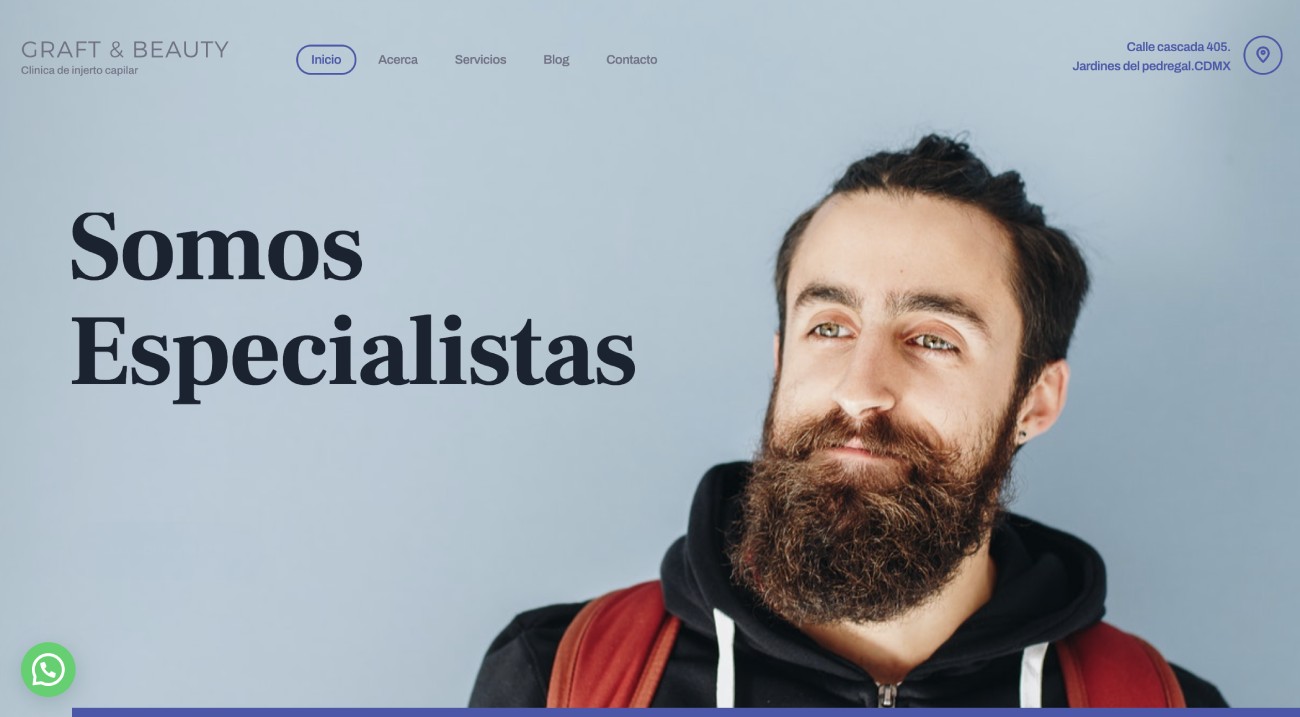 GRAFT & BEAUTY
Clinica de injerto capilar
Inicio
Acerca
Servicios
Blog
Contacto
Calle cascada 405.
Jardines del pedregal.CDMX
Somos
Especialistas